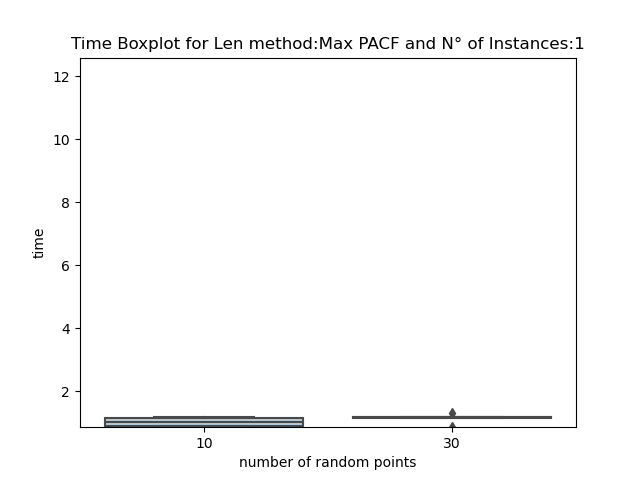 Time Boxplot for Len method:Max PACF and N° of Instances:1
12
10
8
6
4
2
time
10 30
number of random points